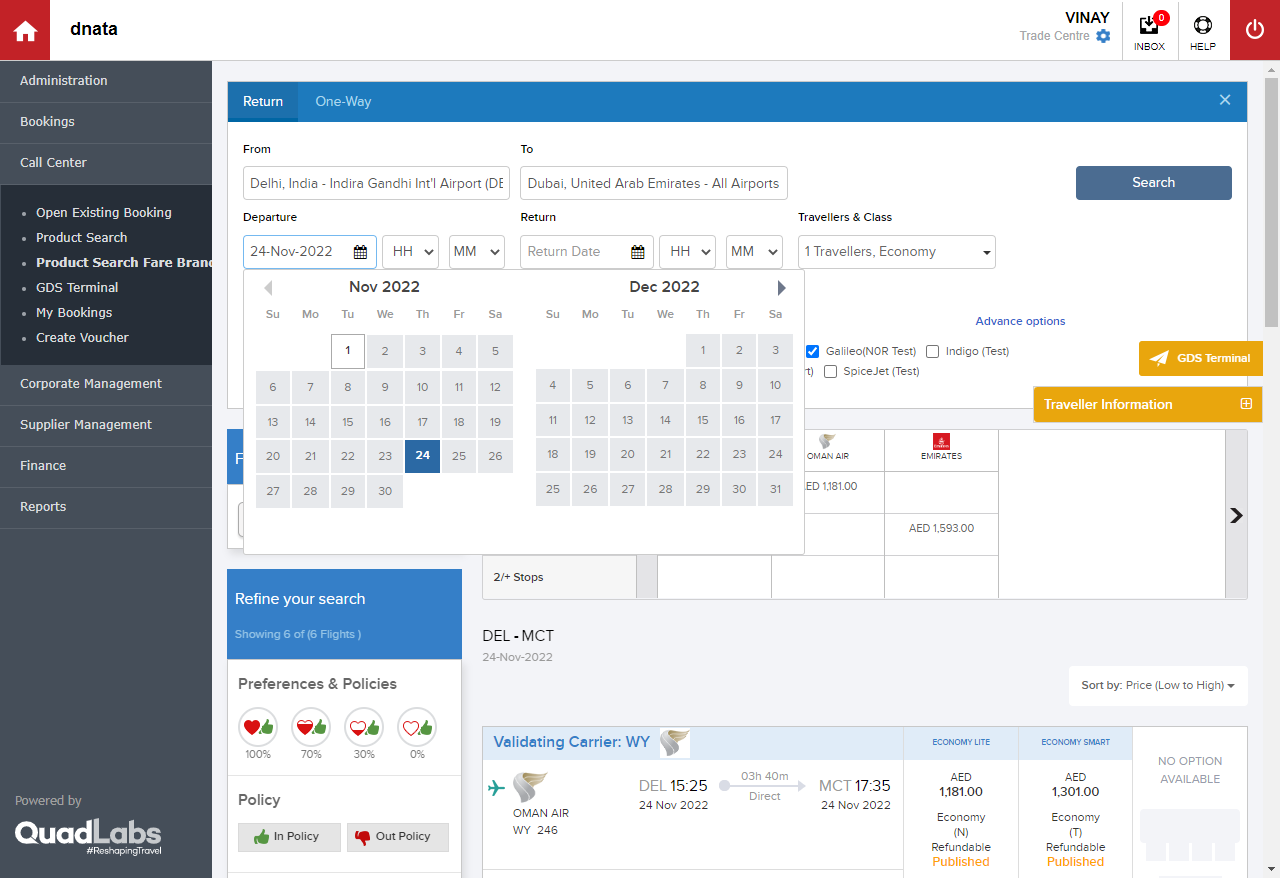 dnata
VINAY
Trade Centre
0
INBOX
HELP
Administration
Bookings
Call Center
Open Existing Booking
Product Search
Product Search Fare Bran
GDS Terminal
My Bookings
Create Voucher
Corporate Management
Supplier Management
Finance
Reports
Powered by
QuadLabs
#ReshapingTravel
Return One-Way
From To
Delhi, India - Indira Gandhi Int'l Airport (DE Dubai, United Arab Emirates - All Airports Search
Departure Return Travellers & Class
24-Nov-2022 HH MM Return Date HH MM 1 Travellers, Economy
Nov 2022
Su Mo Tu We Th Fr Sa
1 2 3 4 5
6 7 8 9 10 11 12
13 14 15 16 17 18 19
20 21 22 23 24 25 26
27 28 29 30
Dec 2022
Su Mo Tu We Th Fr Sa
1 2 3
4 5 6 7 8 9 10
11 12 13 14 15 16 17
18 19 20 21 22 23 24
25 26 27 28 29 30 31
Advance options
Galileo(N0R Test) Indigo (Test)
SpiceJet (Test)
GDS Terminal
Traveller Information
OMAN AIR EMIRATES
AED 1,181.00
AED 1,593.00
2/+ Stops
Refine your search
Showing 6 of (6 Flights )
Preferences & Policies
100% 70% 30% 0%
Policy
In Policy Out Policy
DEL - MCT
24-Nov-2022
Sort by: Price (Low to High)
Validating Carrier: WY
OMAN AIR
WY 246
DEL 15:25
24 Nov 2022
03h 40m
Direct
MCT 17:35
24 Nov 2022
ECONOMY LITE
AED
1,181.00
Economy
(N)
Refundable
Published
ECONOMY SMART
AED
1,301.00
Economy
(T)
Refundable
Published
NO OPTION
AVAILABLE